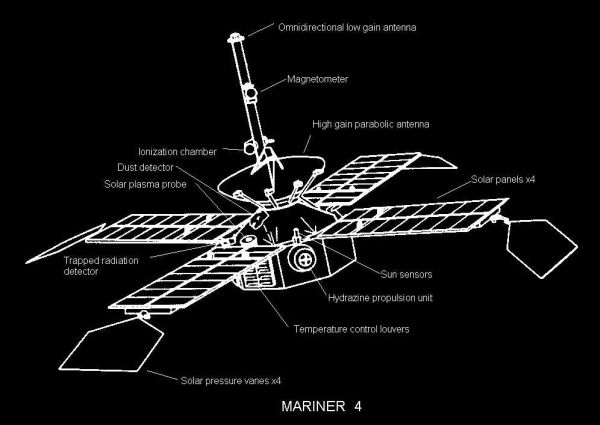 Omnidirectional low gain antenna
Magnetometer
High gain parabolic antenna
Ionization chamber
Dust detector
Solar plasma probe
Solar panels x4
Trapped radiation
detector
Sun sensors
Hydrazine propulsion unit
Temperature control louvers
Solar pressure vanes x4
MARINER 4